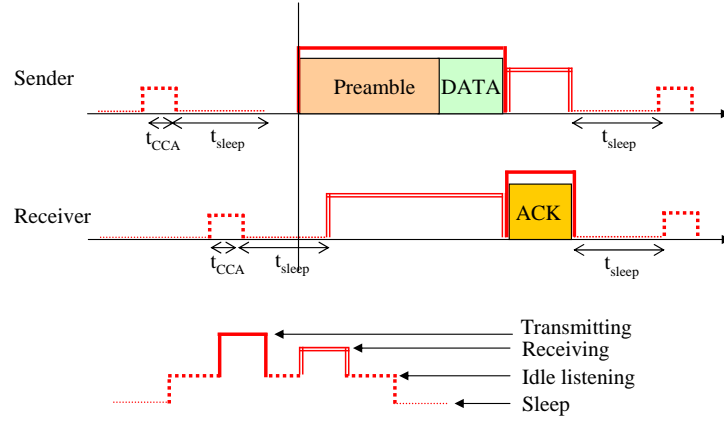 Sender
Preamble DATA
tCCA tsleep tsleep
Receiver
ACK
tCCA tsleep tsleep
Transmitting
Receiving
Idle listening
Sleep